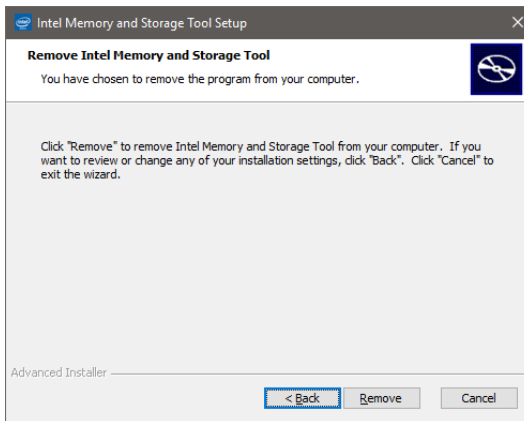 Intel Memory and Storage Tool Setup
Remove Intel Memory and Storage Tool
You have chosen to remove the program from your computer.
Click "Remove" to remove Intel Memory and Storage Tool from your computer. If you
want to review or change any of your installation settings, click "Back". Click "Cancel" to
exit the wizard.
Advanced Installer
< Back Remove Cancel